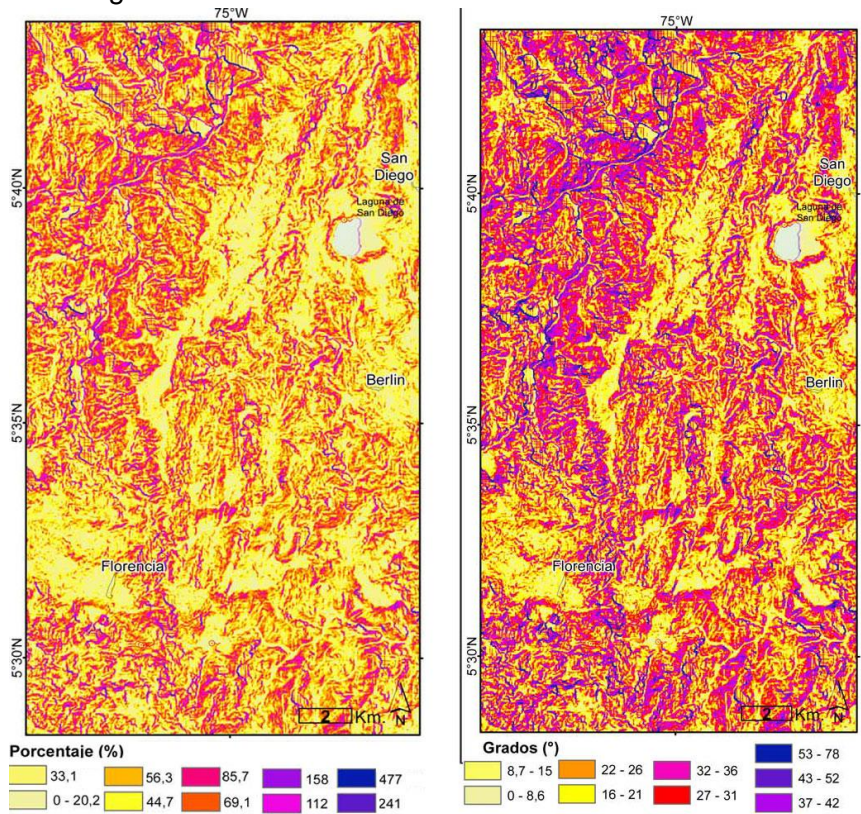 75°W
San
Diego
Laguna de
San Diego
5°40'N
Berlin
5°35'N
Florencia
5°30'N
2 Km
N
Porcentaje (%)
33,1 56,3 85,7 158 477
0 - 20,2 44,7 69,1 112 241
75°W
San
Diego
Laguna de
San Diego
5°40'N
Berlin
5°35'N
Florencia
5°30'N
2 Km
N
Grados (°)
53 - 78
8,7 - 15 22 - 26 32 - 36 43 - 52
0 - 8,6 16 - 21 27 - 31 37 - 42